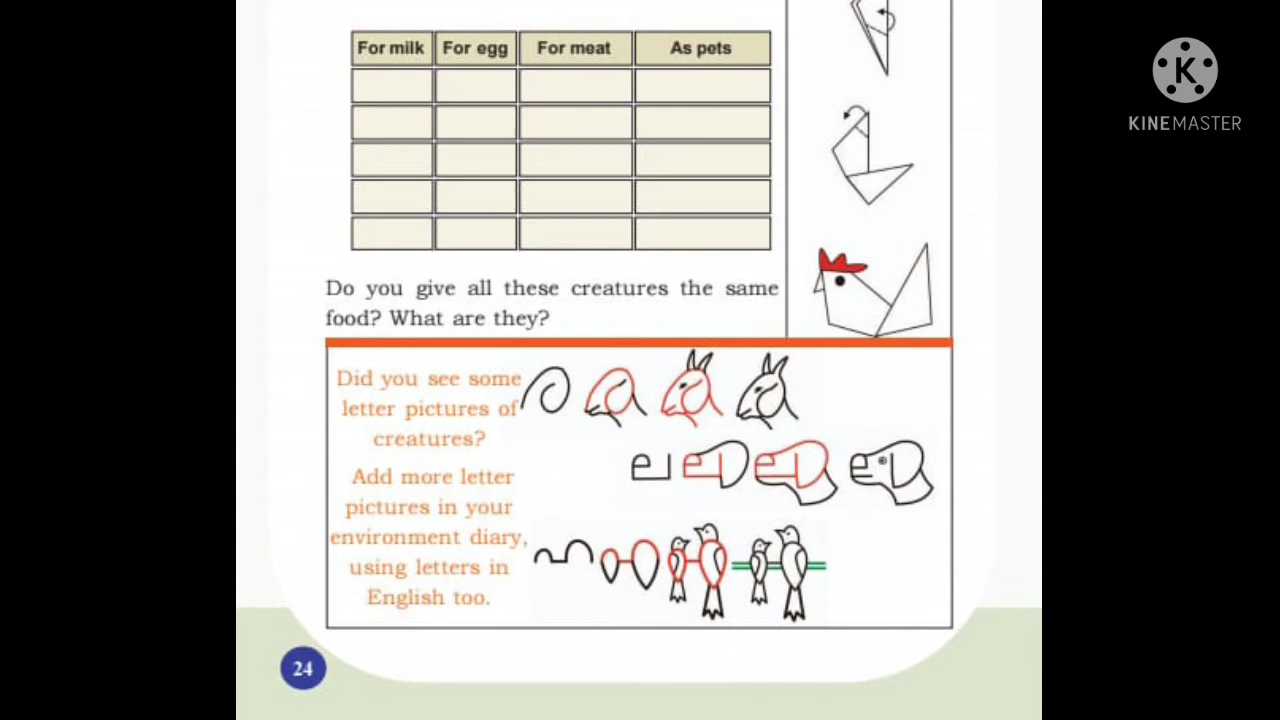 For milk For egg For meat As pets
Do you give all these creatures the same
food? What are they?
Did you see some
letter pictures of
creatures?
Add more letter
pictures in your
environment diary,
using letters in
English too.
24
K
KINEMASTER